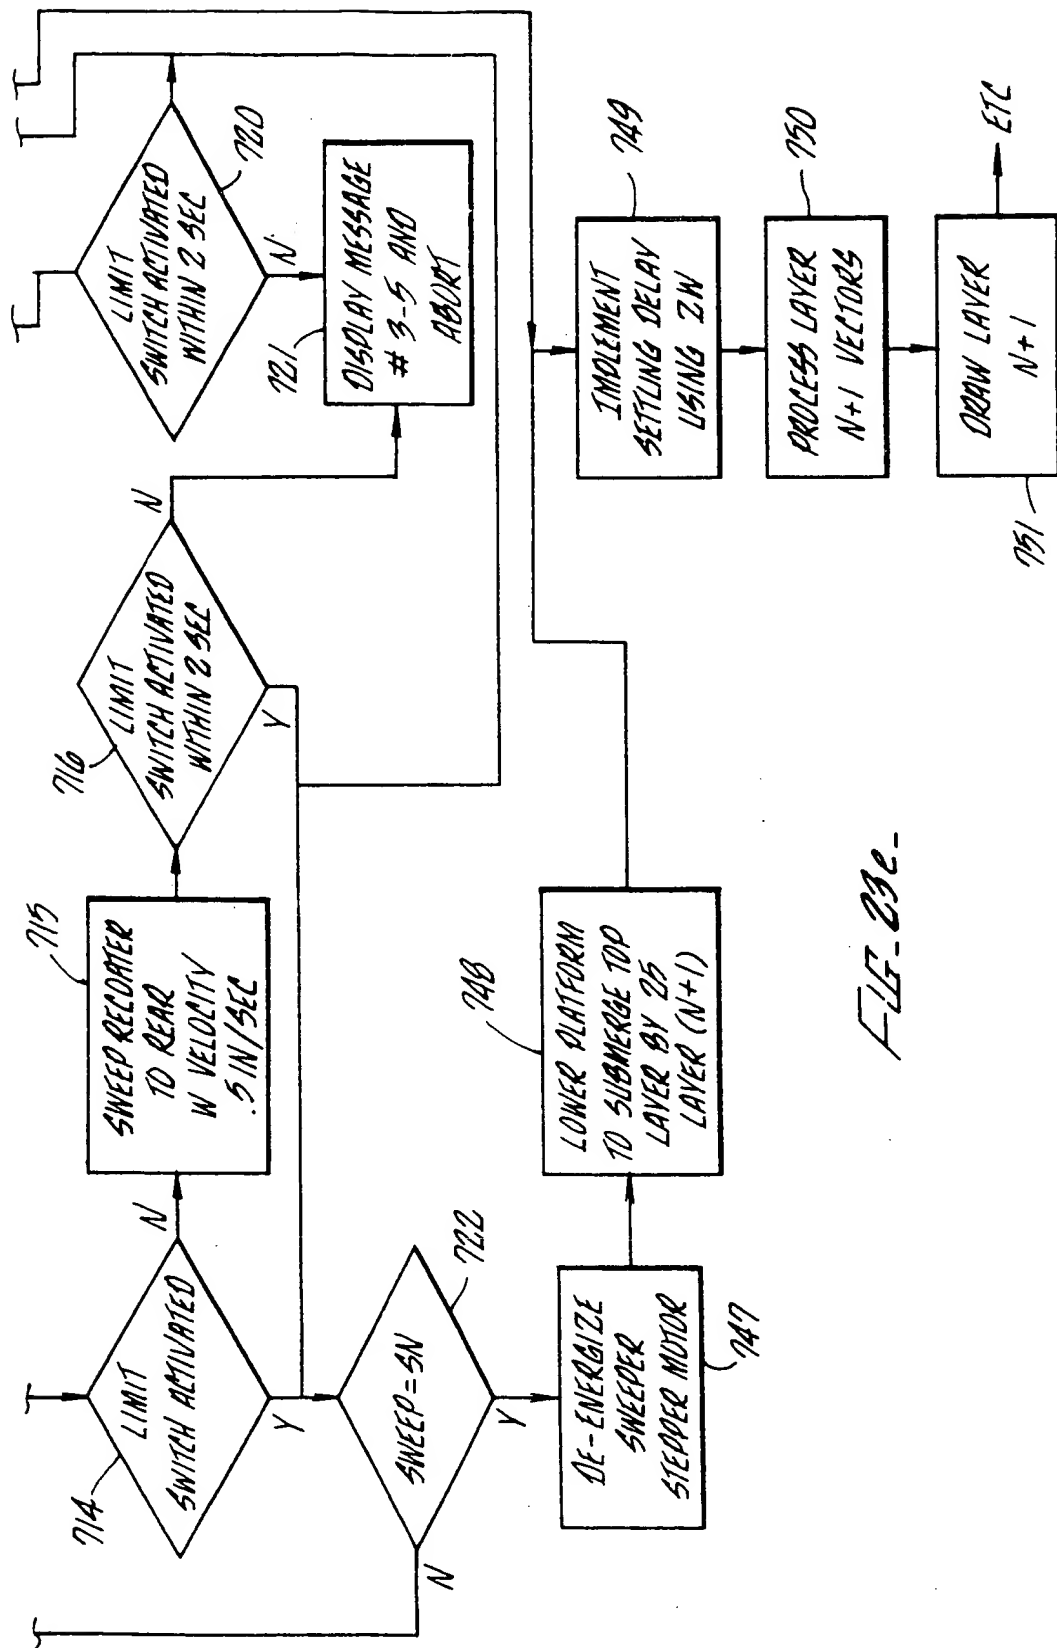 714
LIMIT
SWITCH ACTIVATED
N
Y
715
SWEEP RECOATER
TO REAR
W VELOCITY
.5 IN/SEC
716
LIMIT
SWITCH ACTIVATED
WITHIN 2 SEC
N
Y
LIMIT
SWITCH ACTIVATED
WITHIN 2 SEC
720
N
721
DISPLAY MESSAGE
# 3-5 AND
ABORT
SWEEP=SN
722
N
Y
DE-ENERGIZE
SWEEPER
STEPPER MOTOR
747
748
LOWER PLATFORM
TO SUBMERGE TOP
LAYER BY 25
LAYER (N+1)
IMPLEMENT
SETTLING DELAY
USING ZW
749
PROCESS LAYER
N+1 VECTORS
750
DRAW LAYER
N+1
751
ETC
FIG-23e-